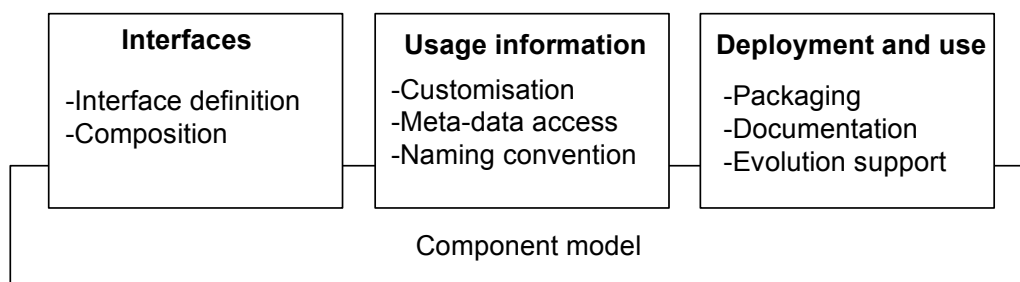 Interfaces
-Interface definition
-Composition
Usage information
-Customisation
-Meta-data access
-Naming convention
Deployment and use
-Packaging
-Documentation
-Evolution support
Component model